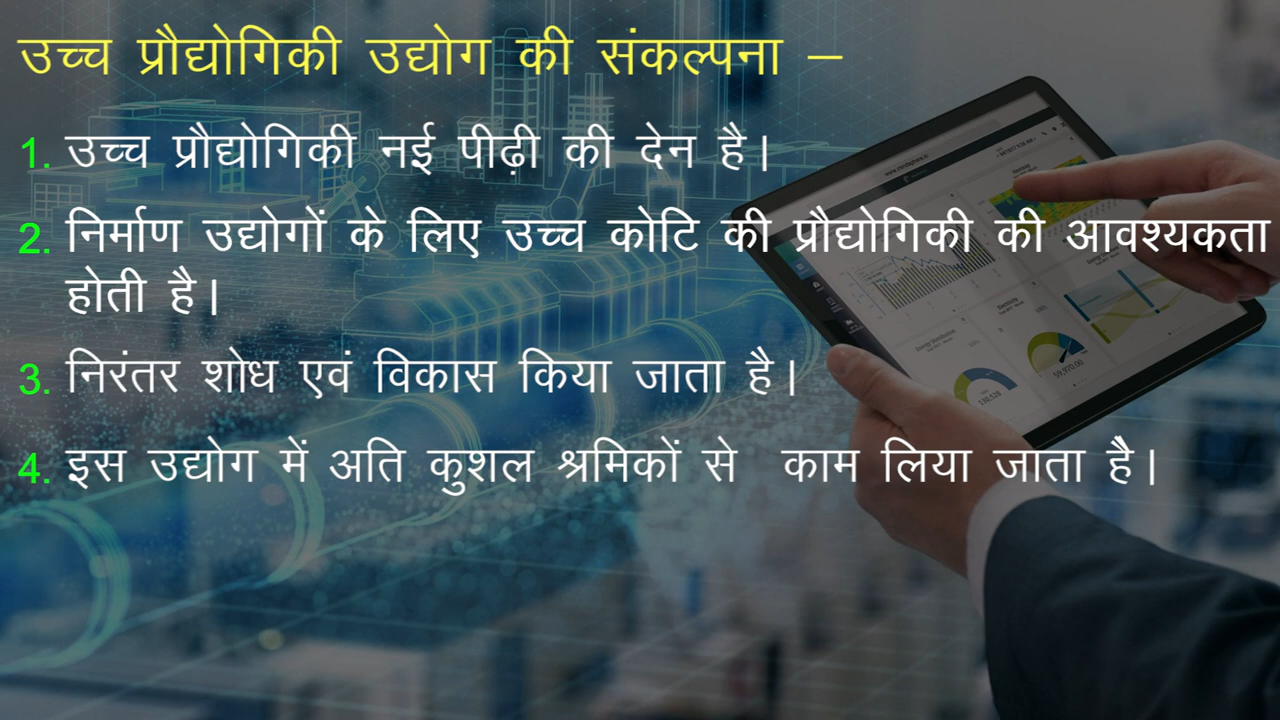 उच्च प्रौद्योगिकी उद्योग की संकल्पना –
1. उच्च प्रौद्योगिकी नई पीढ़ी की देन है।
2. निर्माण उद्योगों के लिए उच्च कोटि की प्रौद्योगिकी की आवश्यकता
होती है।
3. निरंतर शोध एवं विकास किया जाता है।
4. इस उद्योग में अति कुशल श्रमिकों से काम लिया जाता है।